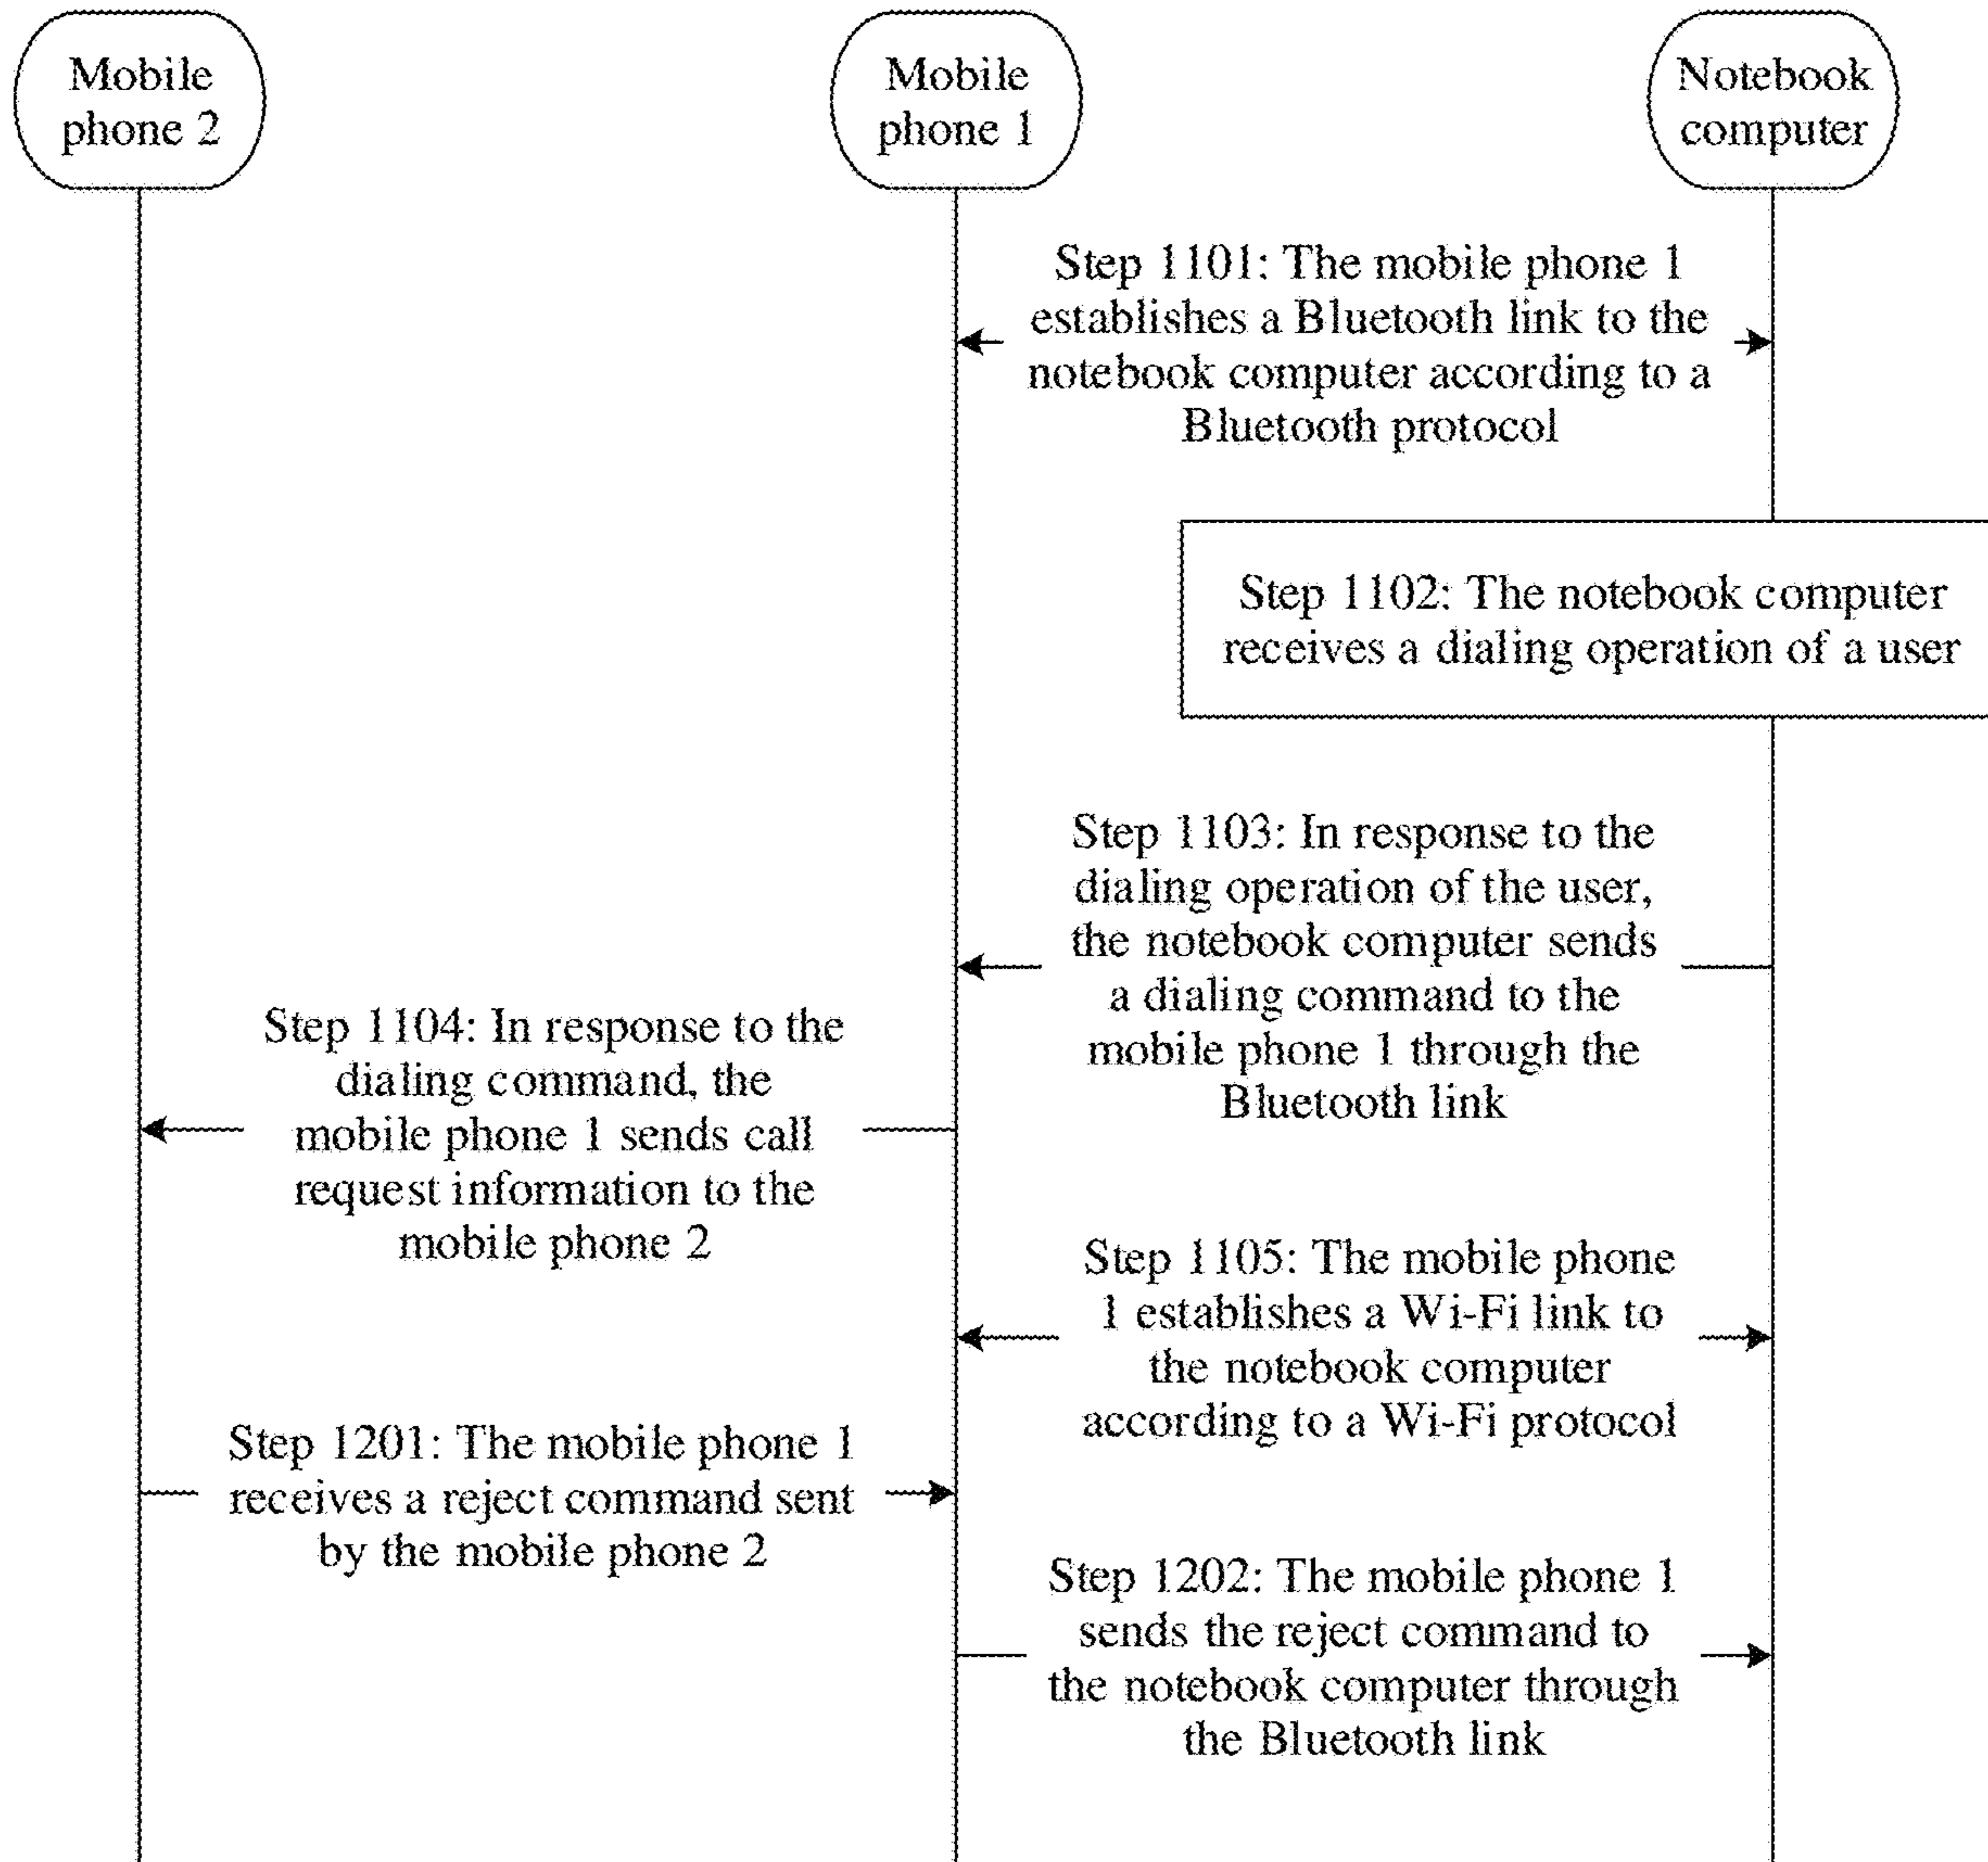 Mobile
phone 2
Mobile
phone 1
Notebook
computer
Step 1101: The mobile phone 1
establishes a Bluetooth link to the
notebook computer according to a
Bluetooth protocol
Step 1102: The notebook computer
receives a dialing operation of a user
Step 1103: In response to the
dialing operation of the user,
the notebook computer sends
a dialing command to the
mobile phone 1 through the
Bluetooth link
Step 1104: In response to the
dialing command, the
mobile phone 1 sends call
request information to the
mobile phone 2
Step 1105: The mobile phone
1 establishes a Wi-Fi link to
the notebook computer
according to a Wi-Fi protocol
Step 1201: The mobile phone 1
receives a reject command sent
by the mobile phone 2
Step 1202: The mobile phone 1
sends the reject command to
the notebook computer through
the Bluetooth link